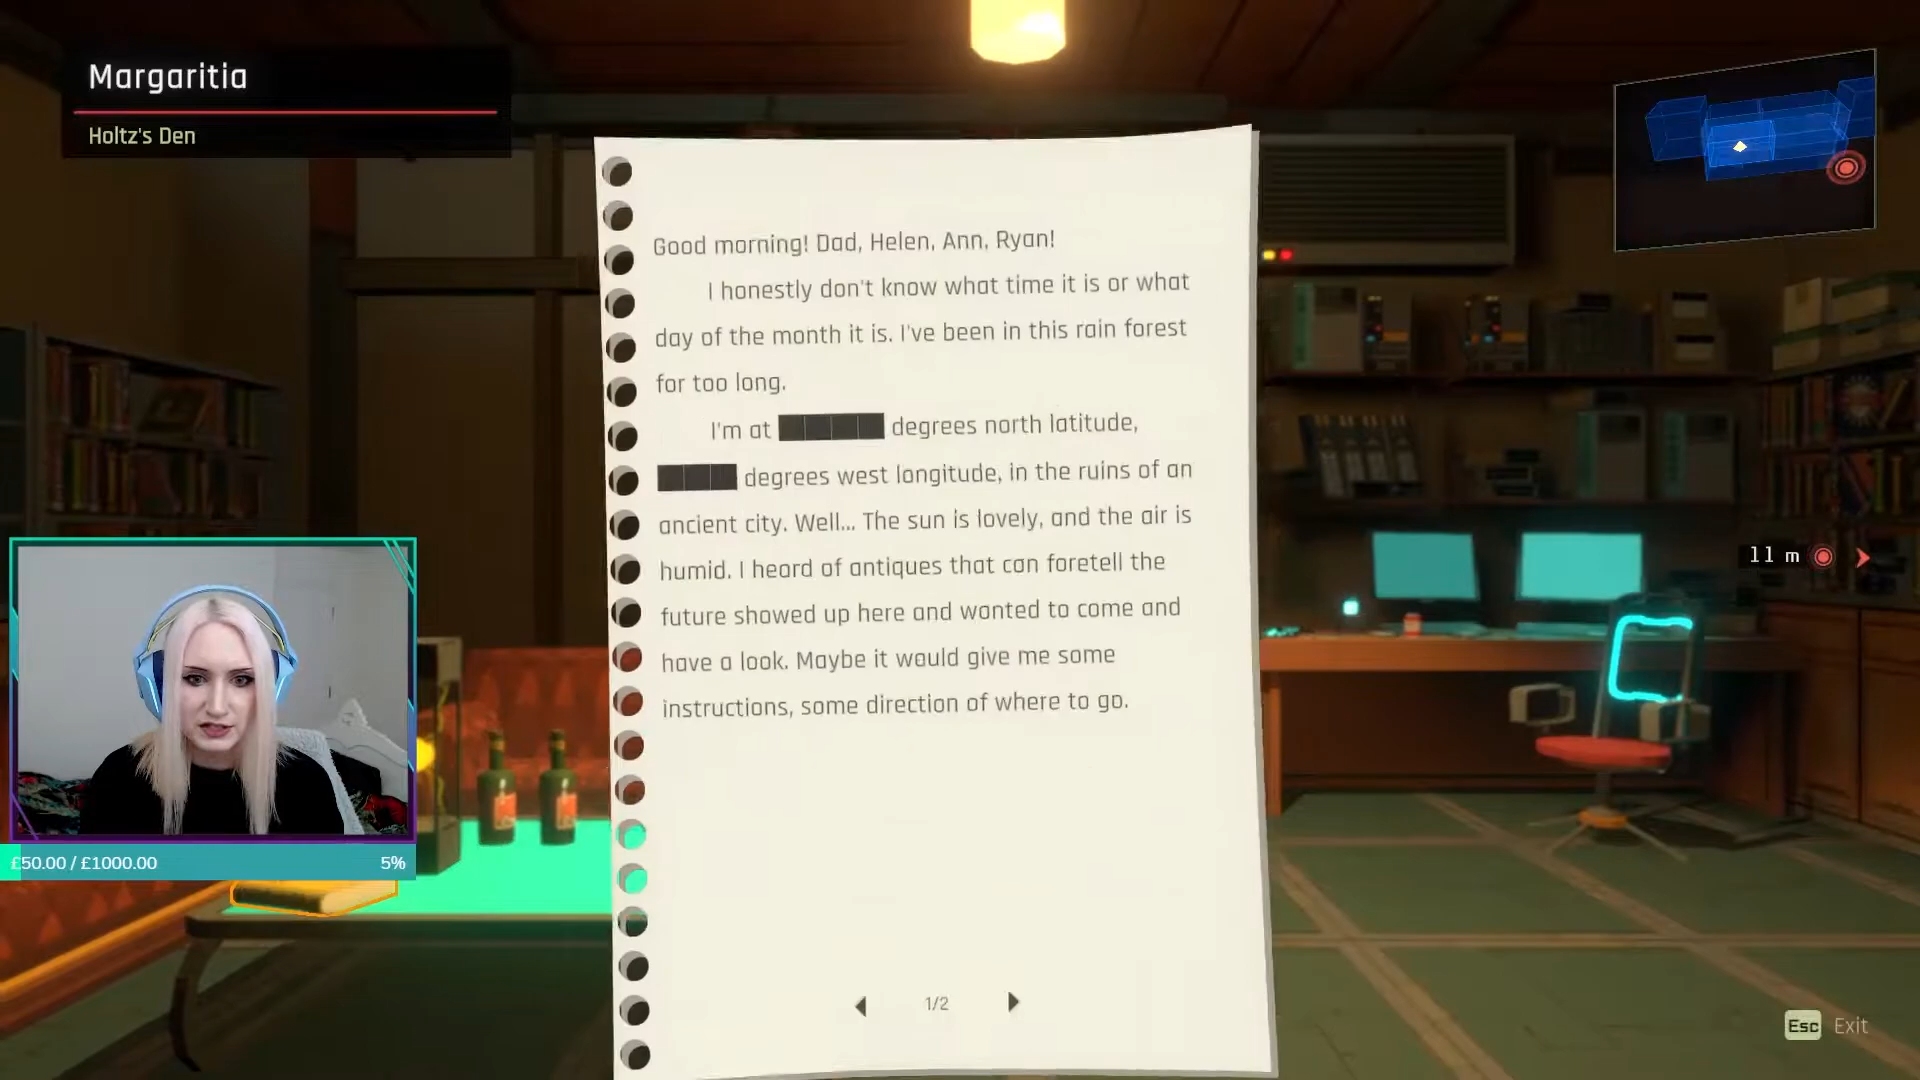 Margaritia
Holtz's Den
Good morning! Dad, Helen, Ann, Ryan!
I honestly don't know what time it is or what
day of the month it is. I've been in this rain forest
for too long.
I'm at ████ degrees north latitude,
███ degrees west longitude, in the ruins of an
ancient city. Well... The sun is lovely, and the air is
humid. I heard of antiques that can foretell the
future showed up here and wanted to come and
have a look. Maybe it would give me some
instructions, some direction of where to go.
1/2
11 m
£50.00 / £1000.00 5%
Esc Exit